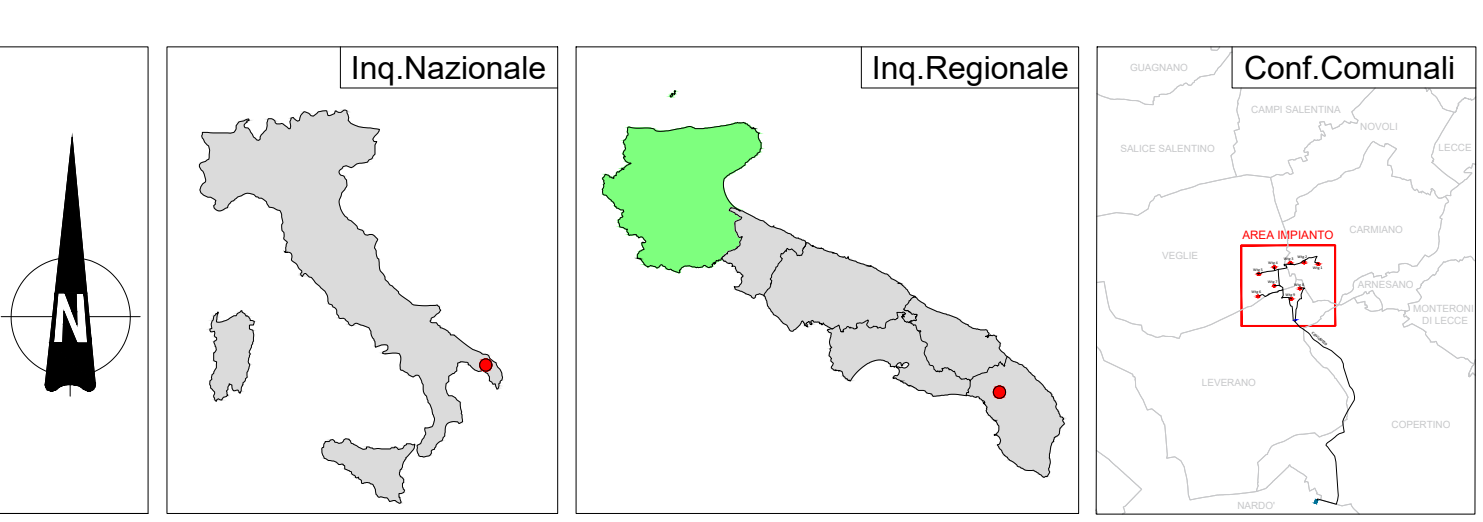 N
Inq.Nazionale
Inq.Regionale
Conf.Comunali
GUAGNANO
CAMPI SALENTINA
NOVOLI
SALICE SALENTINO
LECCE
AREA IMPIANTO
CARMIANO
VEGLIE
ARNESANO
MONTERONI
DI LECCE
LEVERANO
COPERTINO
NARDO'